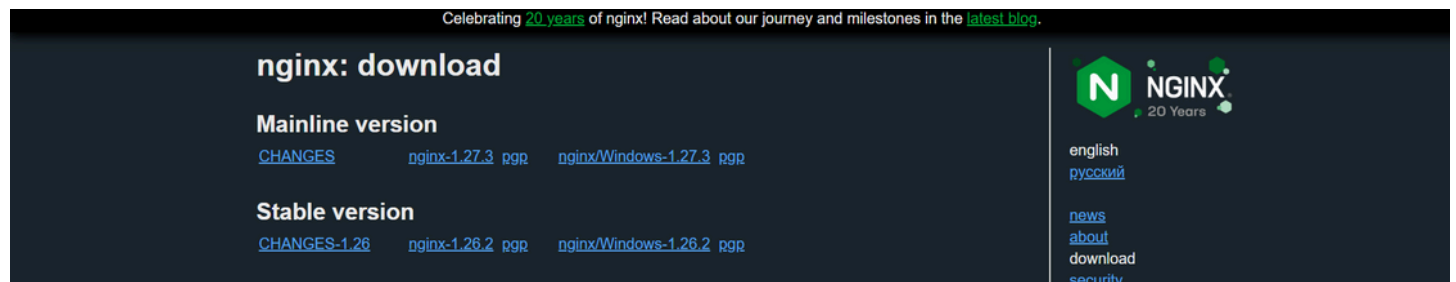 Celebrating 20 years of nginx! Read about our journey and milestones in the latest blog.
nginx: download
Mainline version
CHANGES nginx-1.27.3 pgp nginx/Windows-1.27.3 pgp
Stable version
CHANGES-1.26 nginx-1.26.2 pgp nginx/Windows-1.26.2 pgp
N NGINX
20 Years
english
русский
news
about
download
security